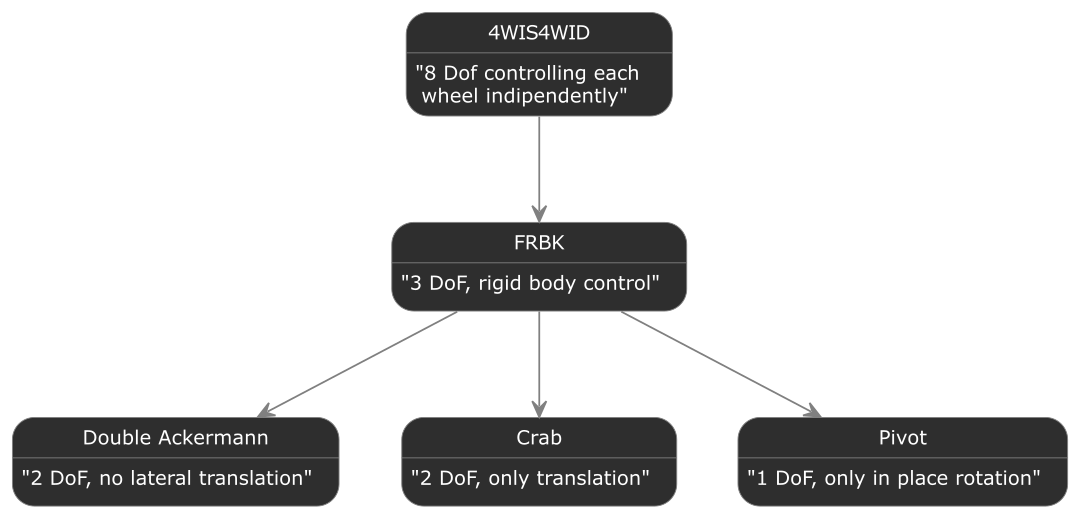 4WIS4WID
"8 Dof controlling each
wheel indipendently"
FRBK
"3 DoF, rigid body control"
Double Ackermann
"2 DoF, no lateral translation"
Crab
"2 DoF, only translation"
Pivot
"1 DoF, only in place rotation"